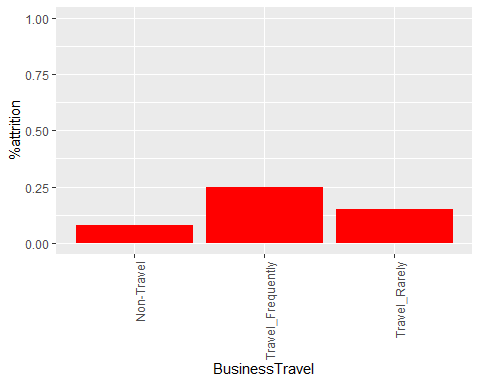 1.00
0.75
0.50
0.25
0.00
%attrition
Non-Travel
Travel_Frequently
Travel_Rarely
BusinessTravel